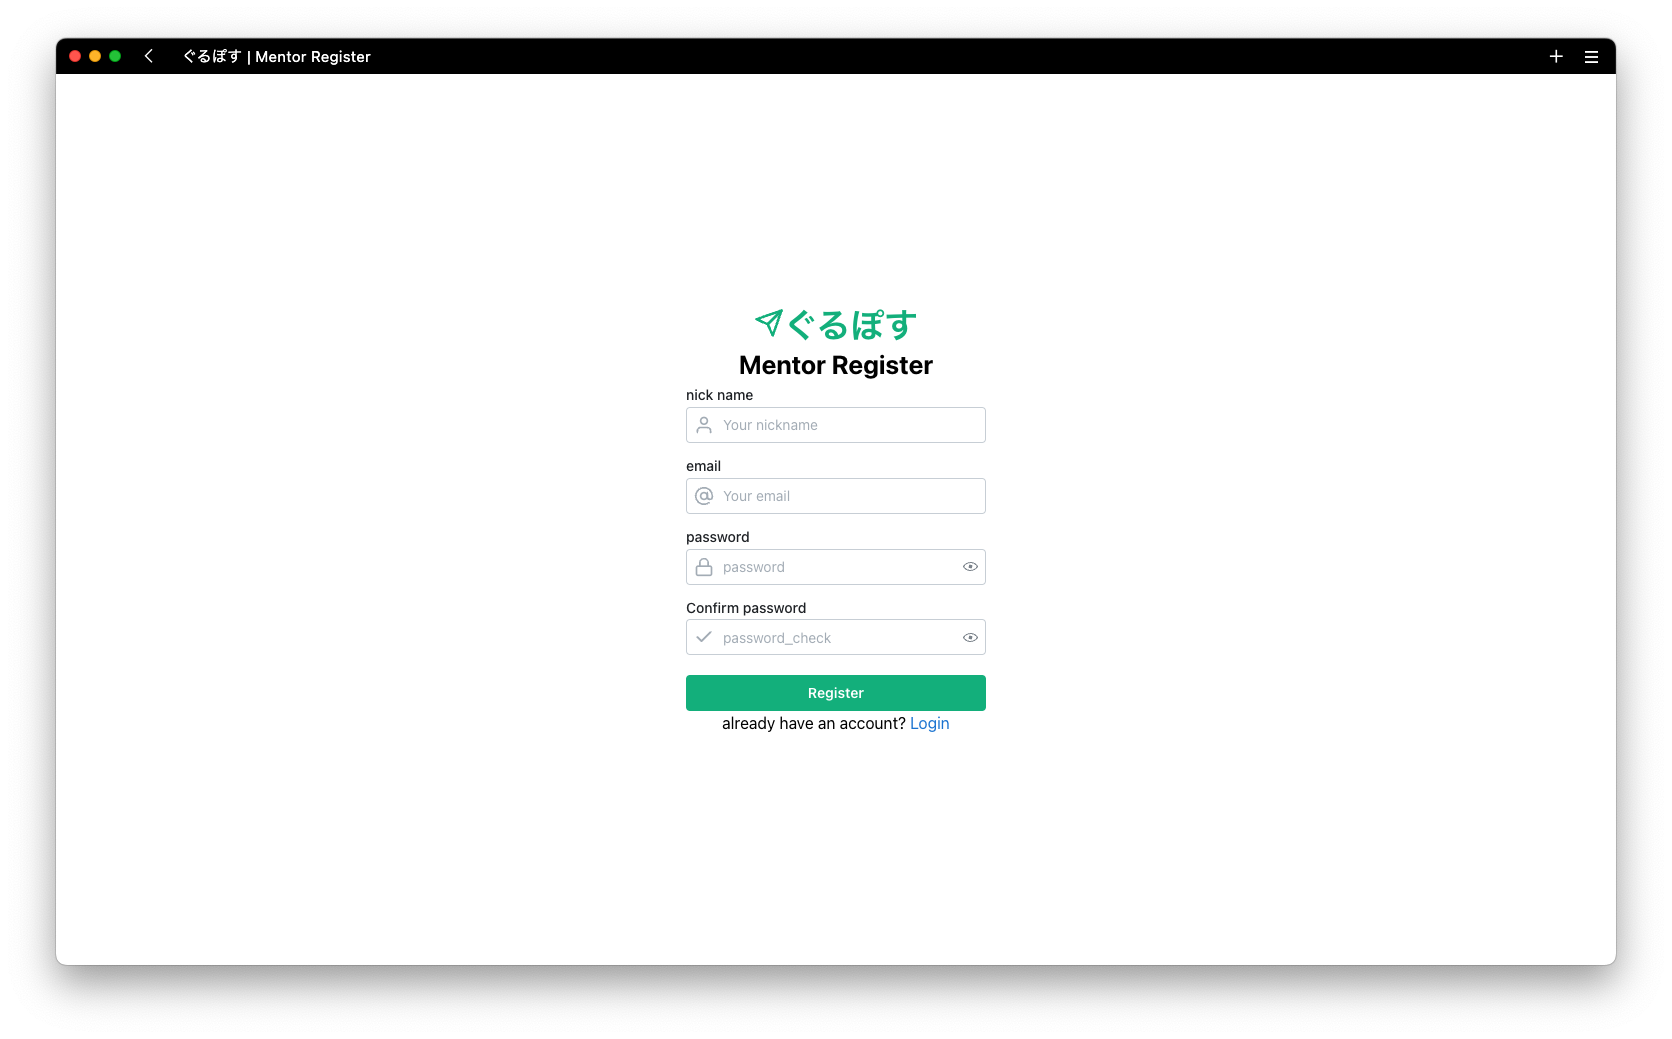 ぐるぽす | Mentor Register
ぐるぽす
Mentor Register
nick name
Your nickname
email
Your email
password
password
Confirm password
password_check
Register
already have an account? Login